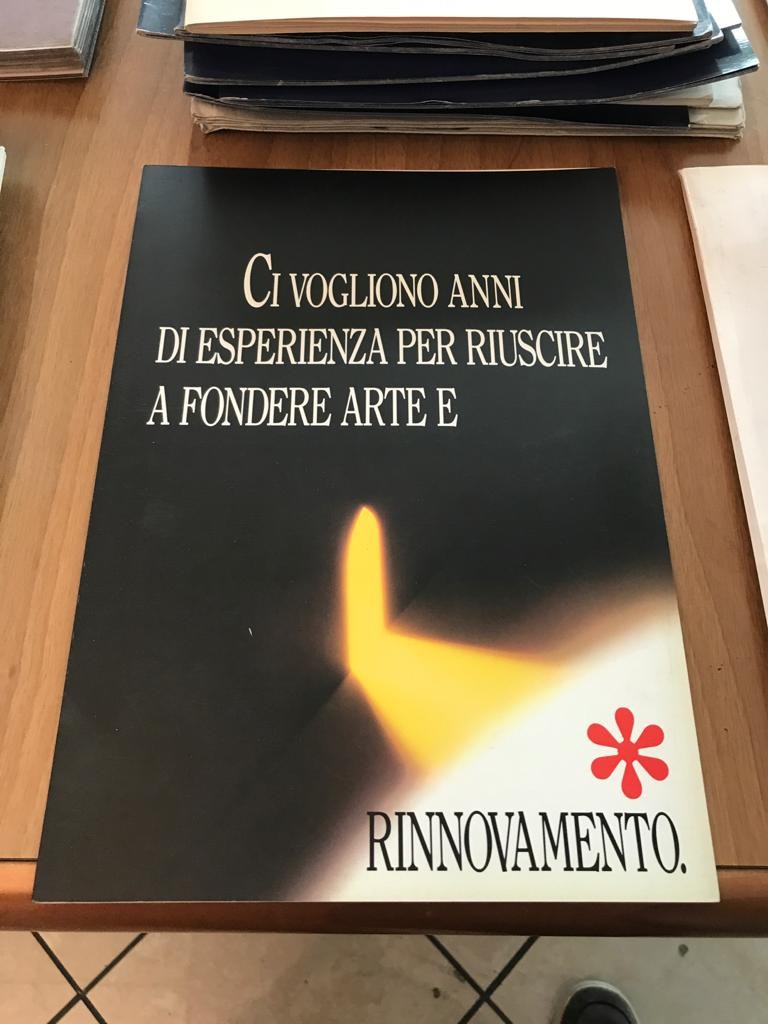 CI VOGLIONO ANNI
DI ESPERIENZA PER RIUSCIRE
A FONDERE ARTE E
RINNOVAMENTO.